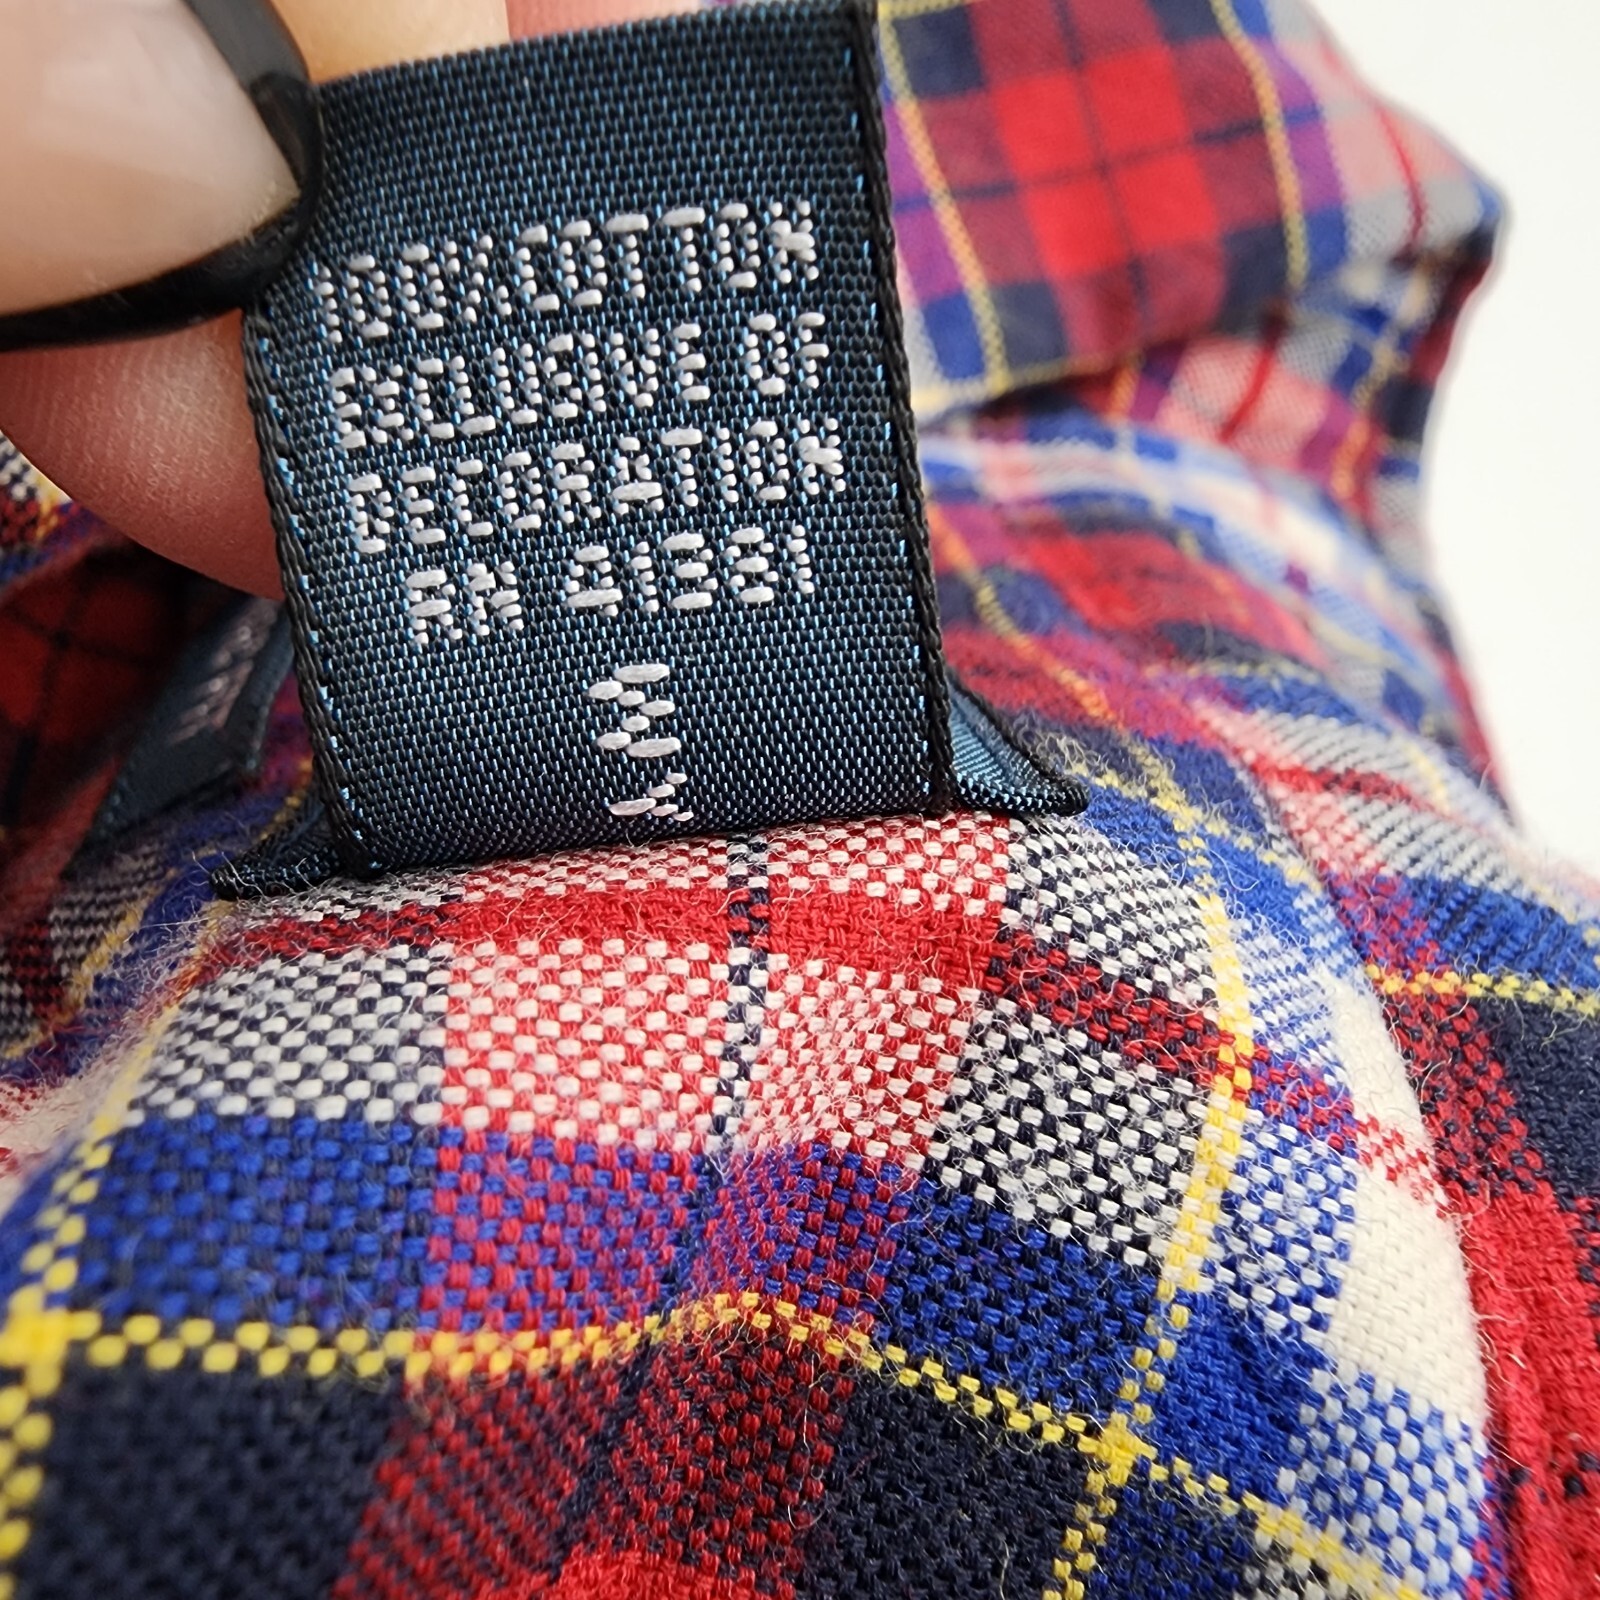 100% COTTON
EXCLUSIVE OF
DECORATION
RN 41381